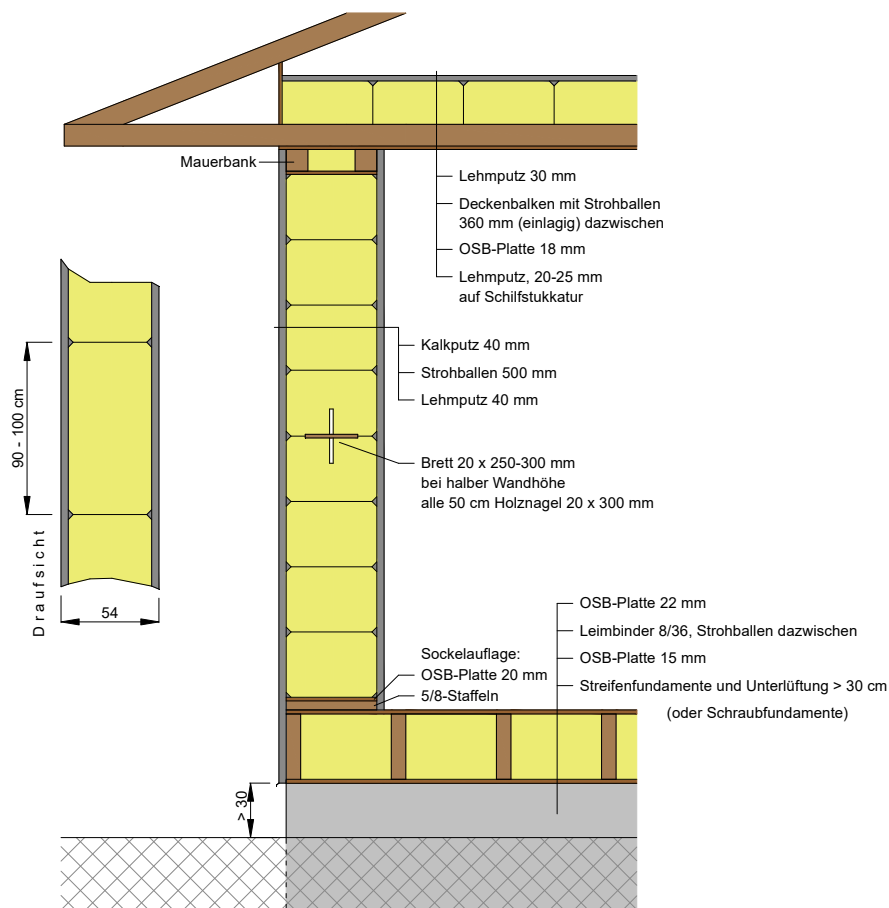 Mauerbank
Lehmputz 30 mm
Deckenbalken mit Strohballen
360 mm (einlagig) dazwischen
OSB-Platte 18 mm
Lehmputz, 20-25 mm
auf Schilfstukkatur
Kalkputz 40 mm
Strohballen 500 mm
Lehmputz 40 mm
90 - 100 cm
Brett 20 x 250-300 mm
bei halber Wandhöhe
alle 50 cm Holznagel 20 x 300 mm
Draufsicht
54
OSB-Platte 22 mm
Leimbinder 8/36, Strohballen dazwischen
OSB-Platte 15 mm
Streifenfundamente und Unterlüftung > 30 cm
(oder Schraubfundamente)
Sockelauflage:
OSB-Platte 20 mm
5/8-Staffeln
> 30